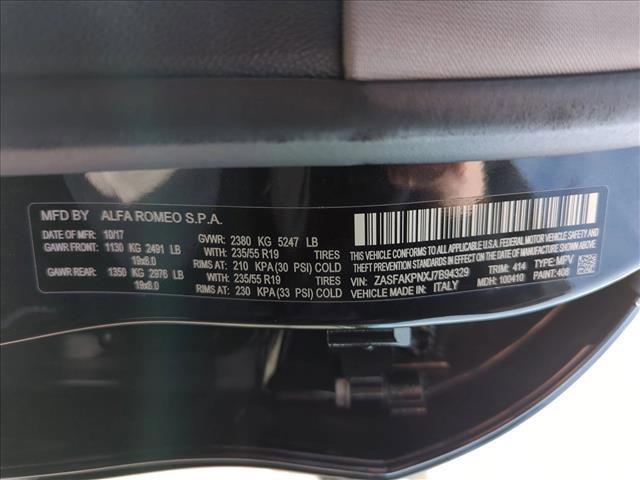 MFD BY ALFA ROMEO S.P.A.
DATE OF MFR: 10/17 GVWR: 2380 KG 5247 LB
GAWR FRONT: 1130 KG 2491 LB WITH: 235/55 R19 TIRES
19x8.0 RIMS AT: 210 KPA (30 PSI) COLD
GAWR REAR: 1350 KG 2976 LB WITH: 235/55 R19 TIRES
19x8.0 RIMS AT: 230 KPA (33 PSI) COLD
THIS VEHICLE CONFORMS TO ALL APPLICABLE U.S. FEDERAL MOTOR VEHICLE SAFETY AND
THEFT PREVENTION STANDARDS IN EFFECT ON THE DATE OF MANUFACTURE SHOWN ABOVE.
VIN: ZASFAKPNXJ7B94329 TYPE: MPV
VEHICLE MADE IN: ITALY TRIM: 414 PAINT: 408
MDH: 100410